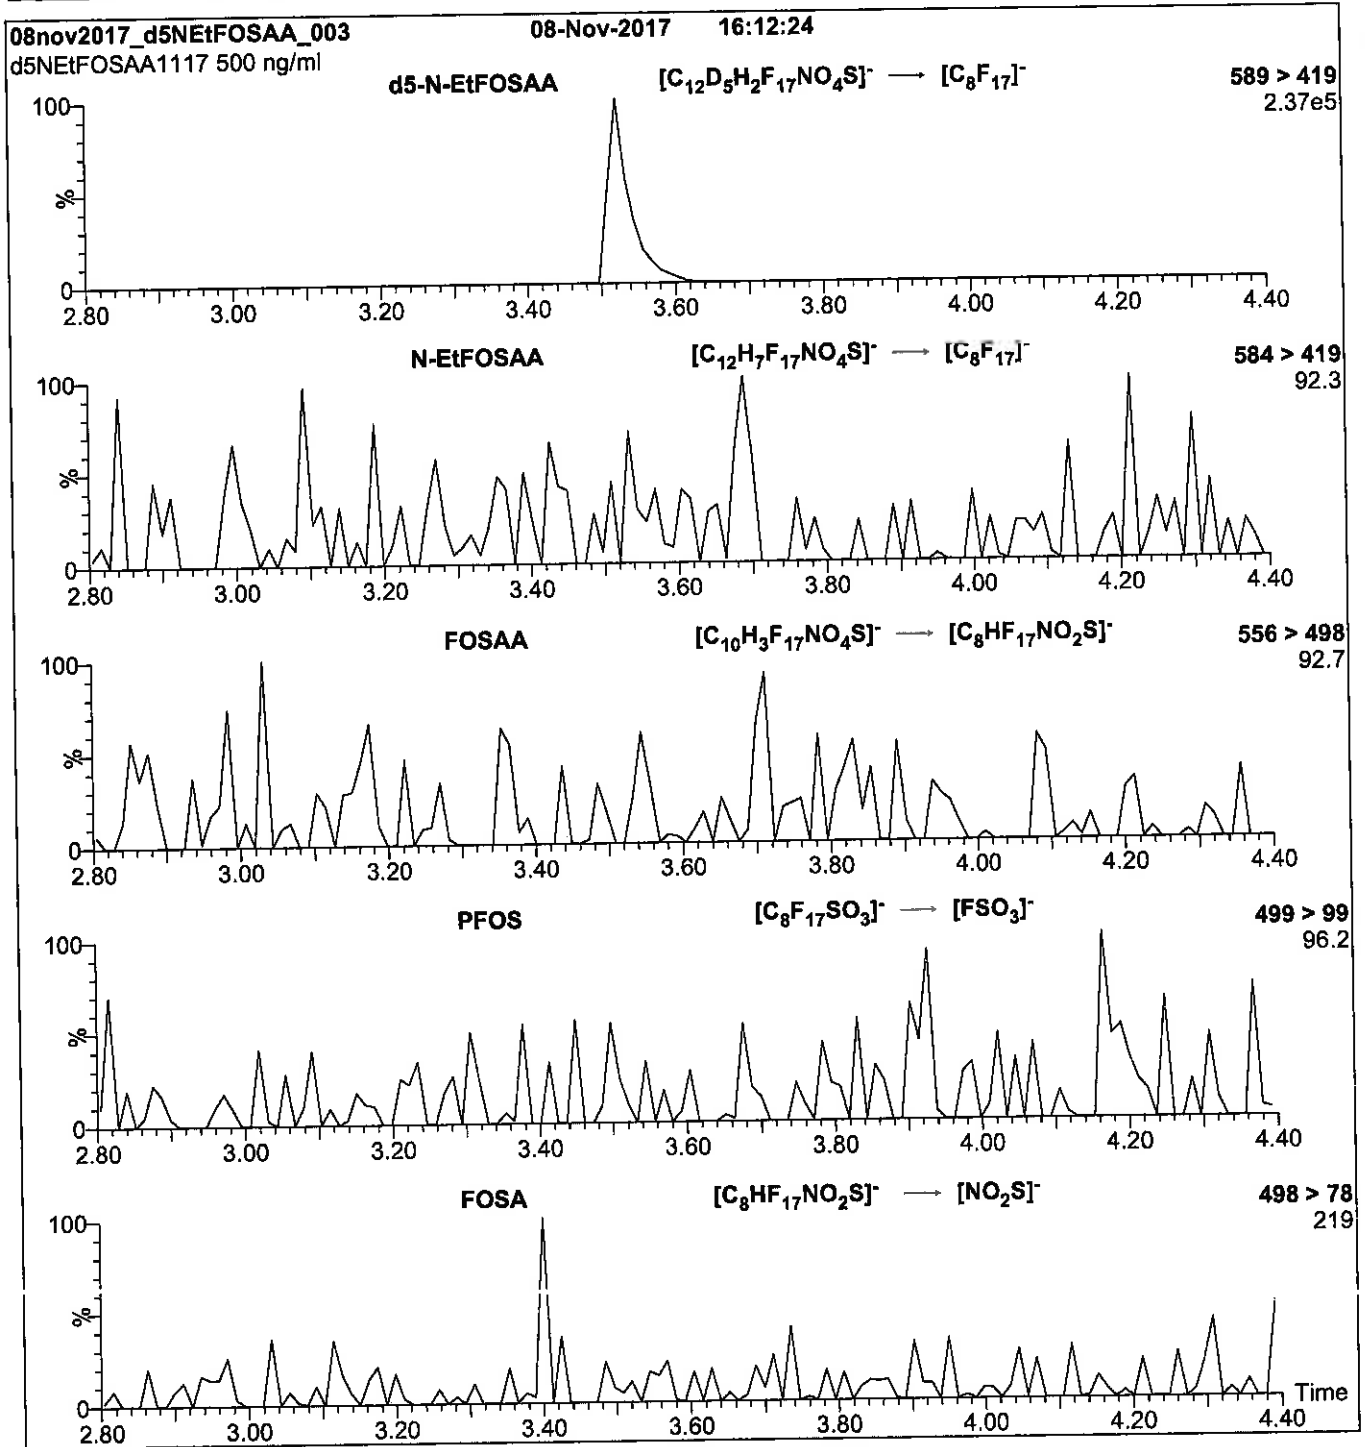 08nov2017_d5NEtFOSAA_003 08-Nov-2017 16:12:24
d5NEtFOSAA1117 500 ng/ml
d5-N-EtFOSAA [C₁₂D₅H₂F₁₇NO₄S]⁻ → [C₈F₁₇]⁻ 589 > 419
2.37e5
100
%
0
2.80 3.00 3.20 3.40 3.60 3.80 4.00 4.20 4.40
N-EtFOSAA [C₁₂H₇F₁₇NO₄S]⁻ → [C₈F₁₇]⁻ 584 > 419
92.3
100
%
0
2.80 3.00 3.20 3.40 3.60 3.80 4.00 4.20 4.40
FOSAA [C₁₀H₃F₁₇NO₄S]⁻ → [C₈HF₁₇NO₂S]⁻ 556 > 498
92.7
100
%
0
2.80 3.00 3.20 3.40 3.60 3.80 4.00 4.20 4.40
PFOS [C₈F₁₇SO₃]⁻ → [FSO₃]⁻ 499 > 99
96.2
100
%
0
2.80 3.00 3.20 3.40 3.60 3.80 4.00 4.20 4.40
FOSA [C₈HF₁₇NO₂S]⁻ → [NO₂S]⁻ 498 > 78
219
100
%
0
Time
2.80 3.00 3.20 3.40 3.60 3.80 4.00 4.20 4.40